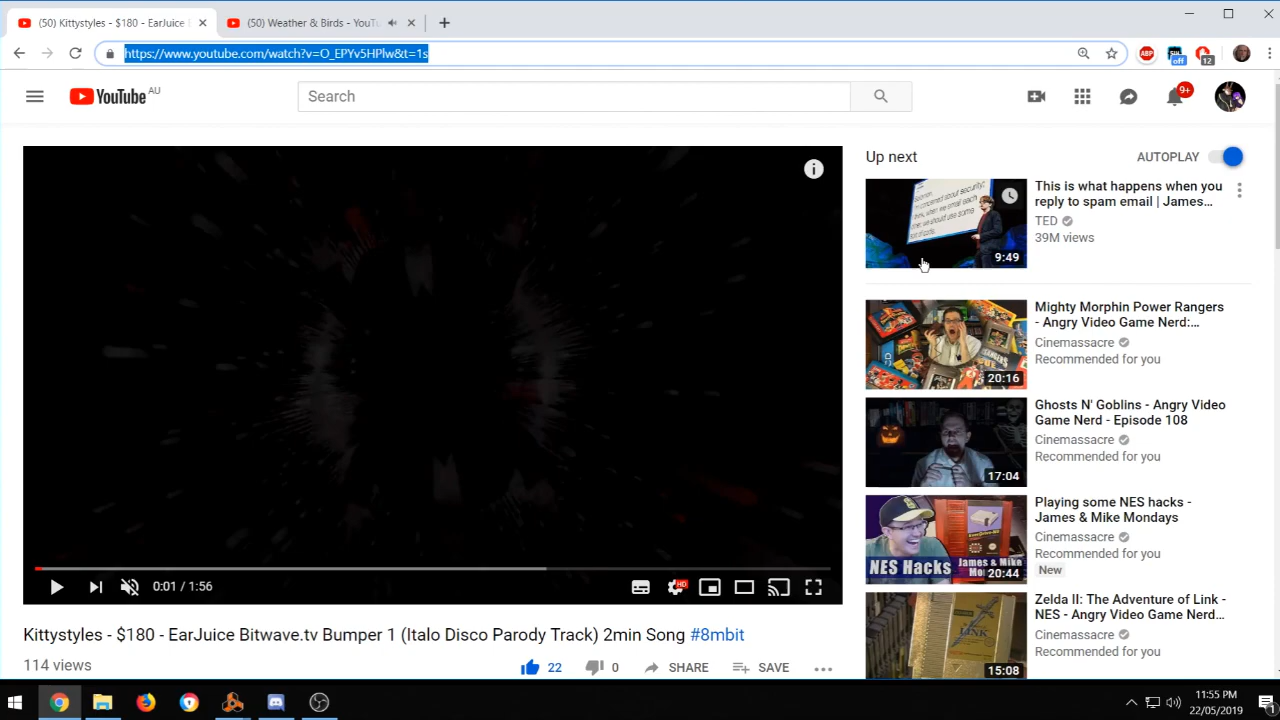 (50) Kittystyles - $180 - EarJuice
(50) Weather & Birds - YouTu
https://www.youtube.com/watch?v=O_EPYv5HPlw&t=1s
ABP
off
12
YouTube AU
Search
9+
Up next
AUTOPLAY
This is what happens when you
reply to spam email | James...
TED
39M views
9:49
Mighty Morphin Power Rangers
- Angry Video Game Nerd:...
Cinemassacre
Recommended for you
20:16
Ghosts N' Goblins - Angry Video
Game Nerd - Episode 108
Cinemassacre
Recommended for you
17:04
Playing some NES hacks -
James & Mike Mondays
Cinemassacre
Recommended for you
New
NES Hacks
20:44
Zelda II: The Adventure of Link -
NES - Angry Video Game Nerd...
Cinemassacre
Recommended for you
LINK
15:08
0:01 / 1:56
HD
Kittystyles - $180 - EarJuice Bitwave.tv Bumper 1 (Italo Disco Parody Track) 2min Song #8mbit
114 views
22
0
SHARE
SAVE
11:55 PM
22/05/2019
1